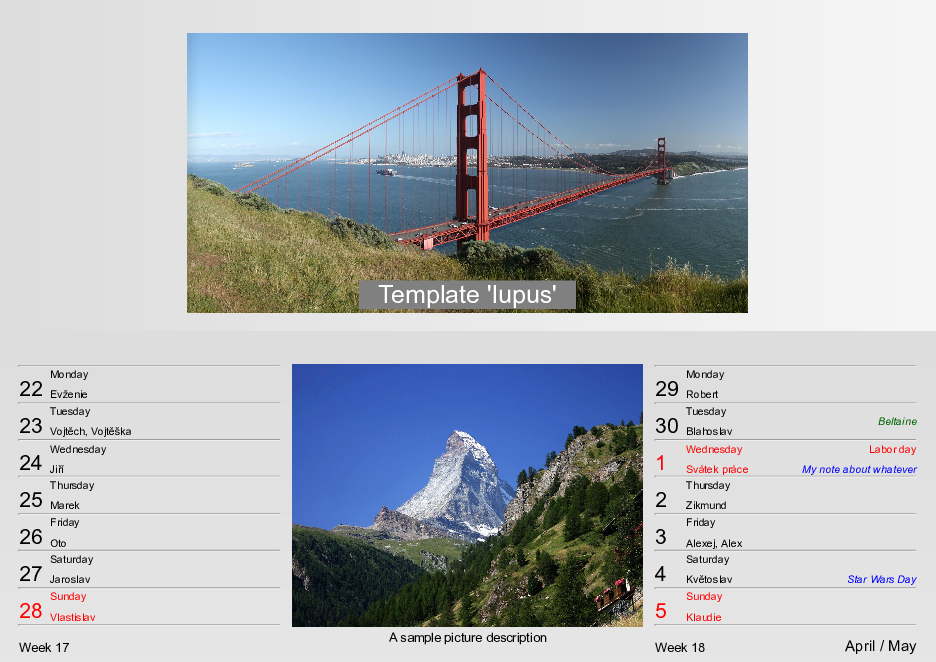 Template 'lupus'
22 Monday
Evženie
23 Tuesday
Vojtěch, Vojtěška
24 Wednesday
Jiří
25 Thursday
Marek
26 Friday
Oto
27 Saturday
Jaroslav
28 Sunday
Vlastislav
Week 17
A sample picture description
29 Monday
Robert
30 Tuesday
Beltaine
Blahoslav
1 Wednesday Labor day
Svátek práce My note about whatever
2 Thursday
Zikmund
3 Friday
Alexej, Alex
4 Saturday
Květoslav Star Wars Day
5 Sunday
Klaudie
Week 18
April / May